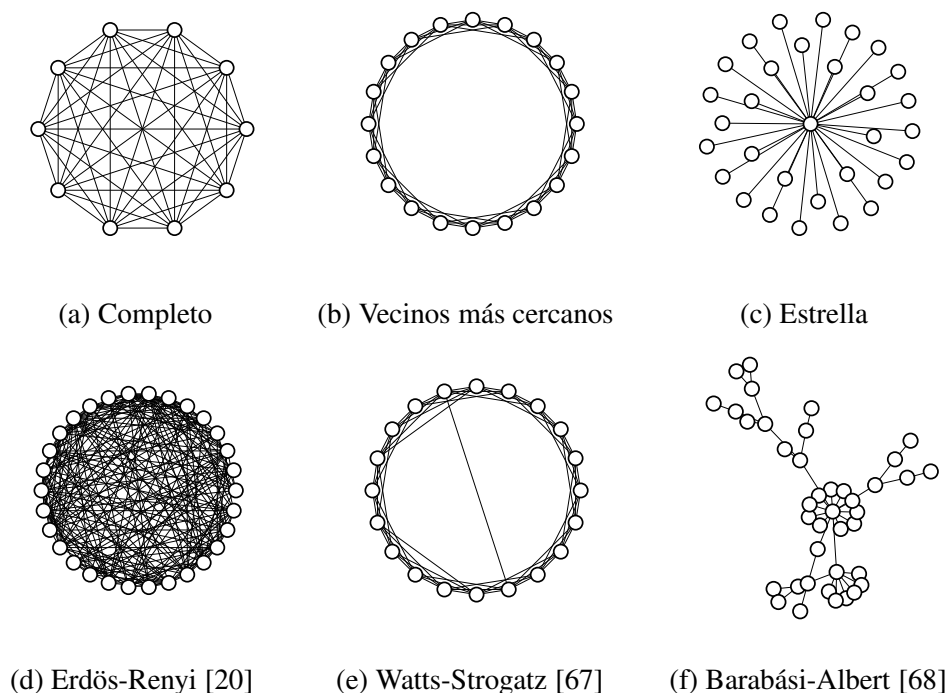 (a) Completo
(b) Vecinos más cercanos
(c) Estrella
(d) Erdös-Renyi [20]
(e) Watts-Strogatz [67]
(f) Barabási-Albert [68]